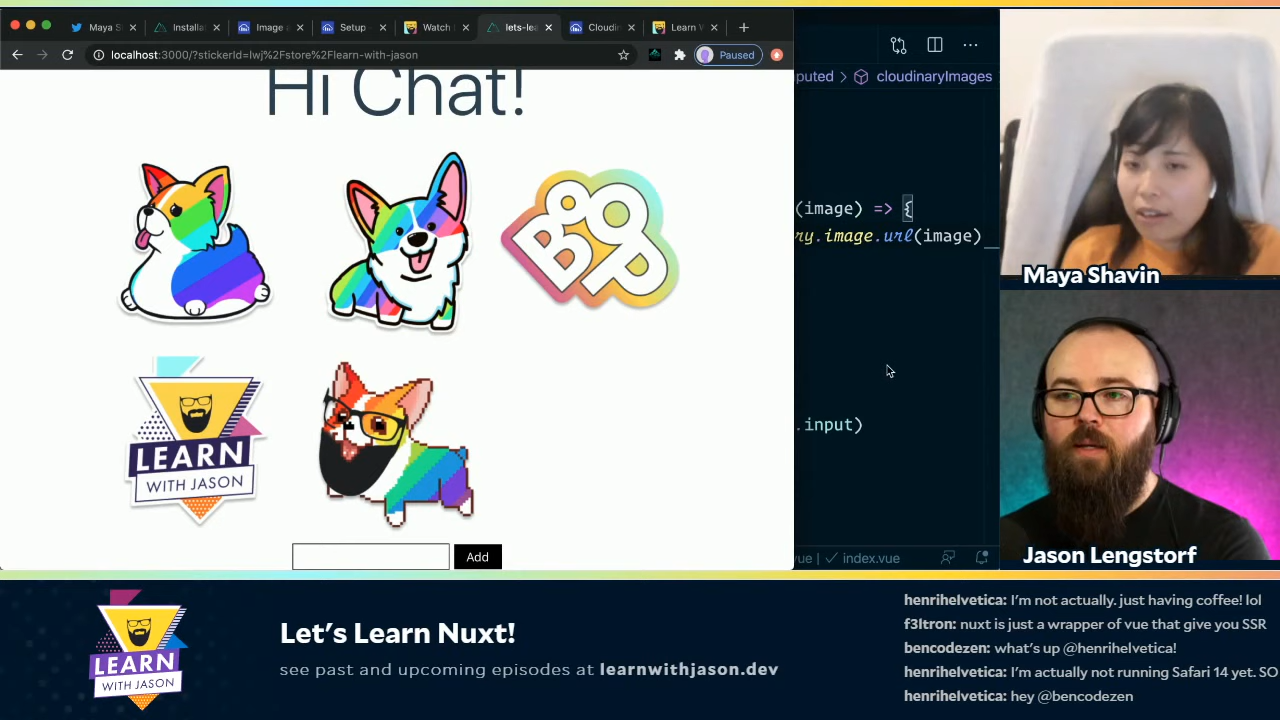 Maya S
Installa
Image a
Setup
Watch L
lets-lea
Cloudin
Learn W
localhost:3000/?stickerId=lwj%2Fstore%2Flearn-with-jason
Paused
puted > cloudinaryImages
Hi Chat!
BOOP
(image) => {
ry.image.url(image)__
.input)
LEARN
WITH JASON
Add
vue | ✓ index.vue
Maya Shavin
Jason Lengstorf
LEARN
WITH JASON
Let's Learn Nuxt!
see past and upcoming episodes at learnwithjason.dev
henrihelvetica: I'm not actually. just having coffee! lol
f3ltron: nuxt is just a wrapper of vue that give you SSR
bencodezen: what's up @henrihelvetica!
henrihelvetica: I'm actually not running Safari 14 yet. SO
henrihelvetica: hey @bencodezen